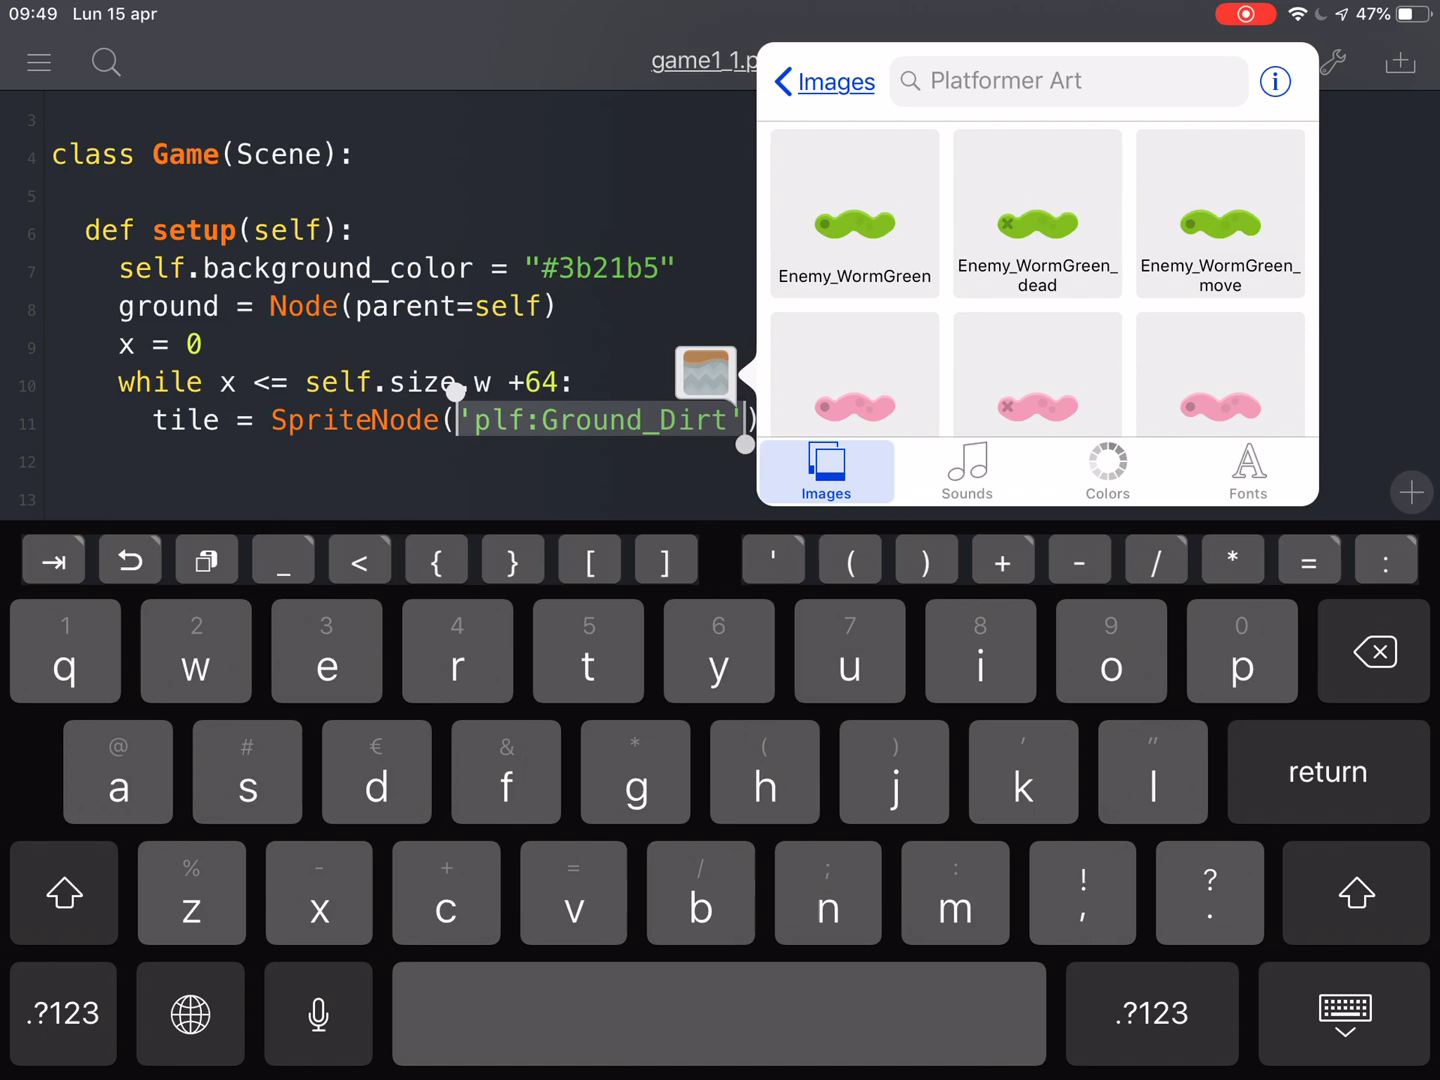 09:49 Lun 15 apr
47%
game1_1.p
Images
Platformer Art
i
3
4 class Game(Scene):
5
6 def setup(self):
7 self.background_color = "#3b21b5"
8 ground = Node(parent=self)
9 x = 0
10 while x <= self.size.w +64:
11 tile = SpriteNode('plf:Ground_Dirt')
12
13
Enemy_WormGreen
Enemy_WormGreen_
dead
Enemy_WormGreen_
move
Images
Sounds
Colors
Fonts
_ < { } [ ] ' ( ) + - / * = :
1 2 3 4 5 6 7 8 9 0
q w e r t y u i o p
@ # € & * ( ) ' "
a s d f g h j k l return
% - + = / ; : ! ?
z x c v b n m , .
.?123 .?123